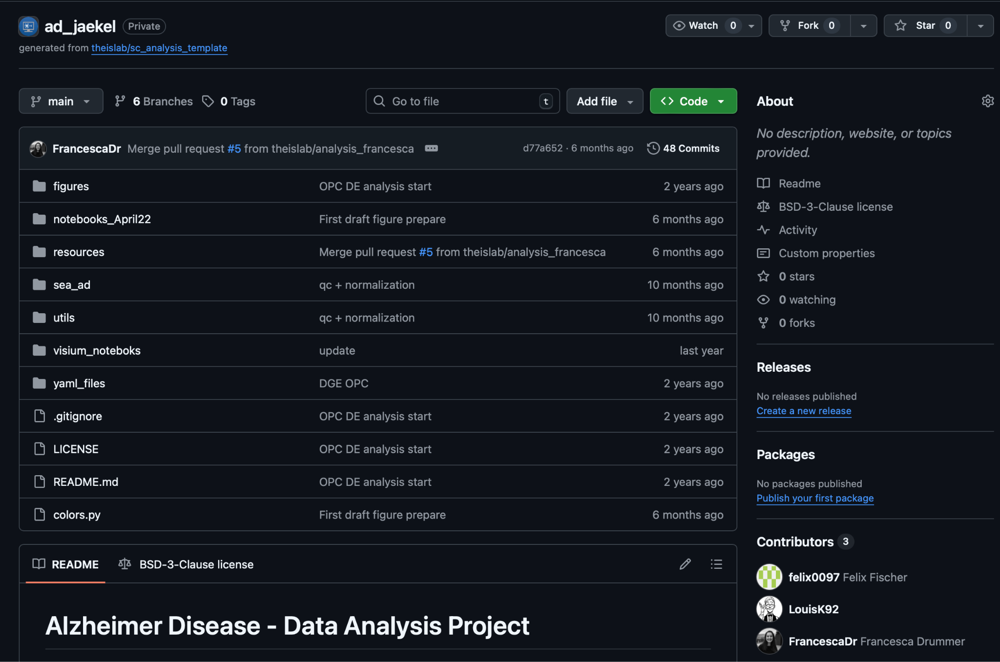 ad_jaekel Private
Watch 0 Fork 0 Star 0
generated from theislab/sc_analysis_template
main 6 Branches 0 Tags Go to file t Add file Code
FrancescaDr Merge pull request #5 from theislab/analysis_francesca d77a652 · 6 months ago 48 Commits
figures OPC DE analysis start 2 years ago
notebooks_April22 First draft figure prepare 6 months ago
resources Merge pull request #5 from theislab/analysis_francesca 6 months ago
sea_ad qc + normalization 10 months ago
utils qc + normalization 10 months ago
visium_noteboks update last year
yaml_files DGE OPC 2 years ago
.gitignore OPC DE analysis start 2 years ago
LICENSE OPC DE analysis start 2 years ago
README.md OPC DE analysis start 2 years ago
colors.py First draft figure prepare 6 months ago
README BSD-3-Clause license
Alzheimer Disease - Data Analysis Project
About
No description, website, or topics
provided.
Readme
BSD-3-Clause license
Activity
Custom properties
0 stars
0 watching
0 forks
Releases
No releases published
Create a new release
Packages
No packages published
Publish your first package
Contributors 3
felix0097 Felix Fischer
LouisK92
FrancescaDr Francesca Drummer